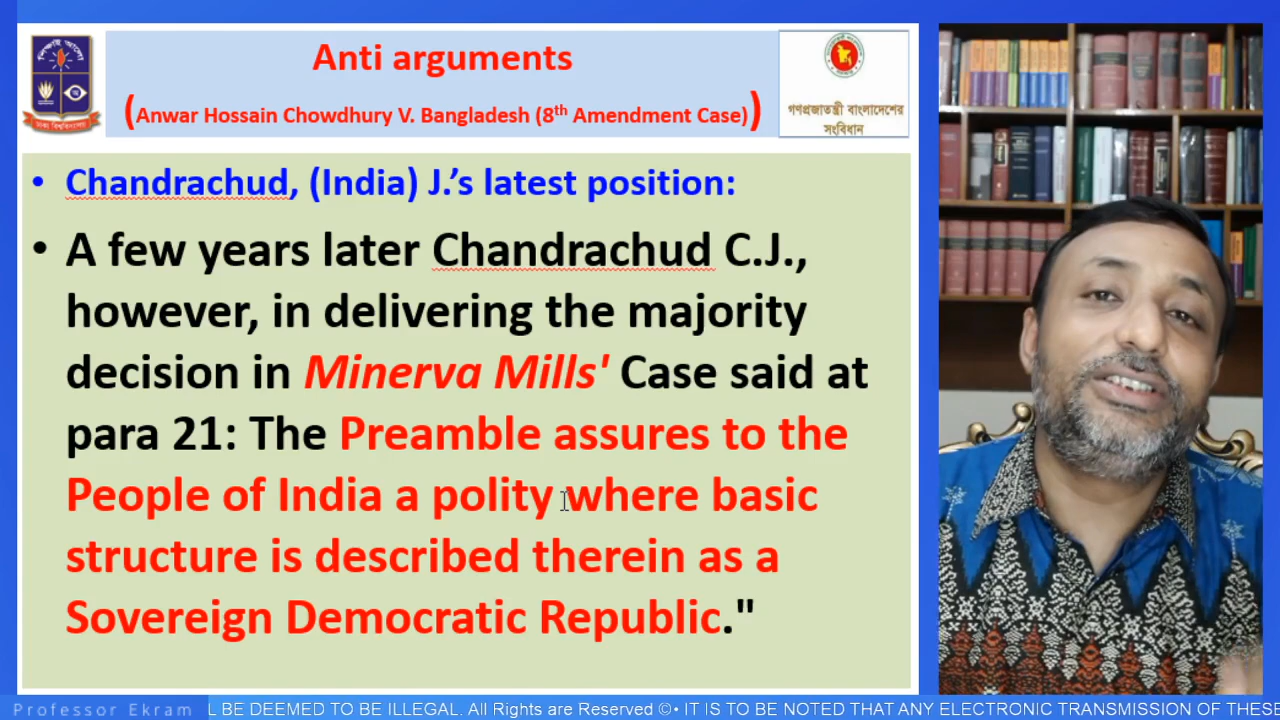 Anti arguments
(Anwar Hossain Chowdhury V. Bangladesh (8th Amendment Case))
গণপ্রজাতন্ত্রী বাংলাদেশের
সংবিধান
• Chandrachud, (India) J.'s latest position:
• A few years later Chandrachud C.J.,
however, in delivering the majority
decision in Minerva Mills' Case said at
para 21: The Preamble assures to the
People of India a polity where basic
structure is described therein as a
Sovereign Democratic Republic."
Professor Ekram
L BE DEEMED TO BE ILLEGAL. All Rights are Reserved ©• IT IS TO BE NOTED THAT ANY ELECTRONIC TRANSMISSION OF THESE